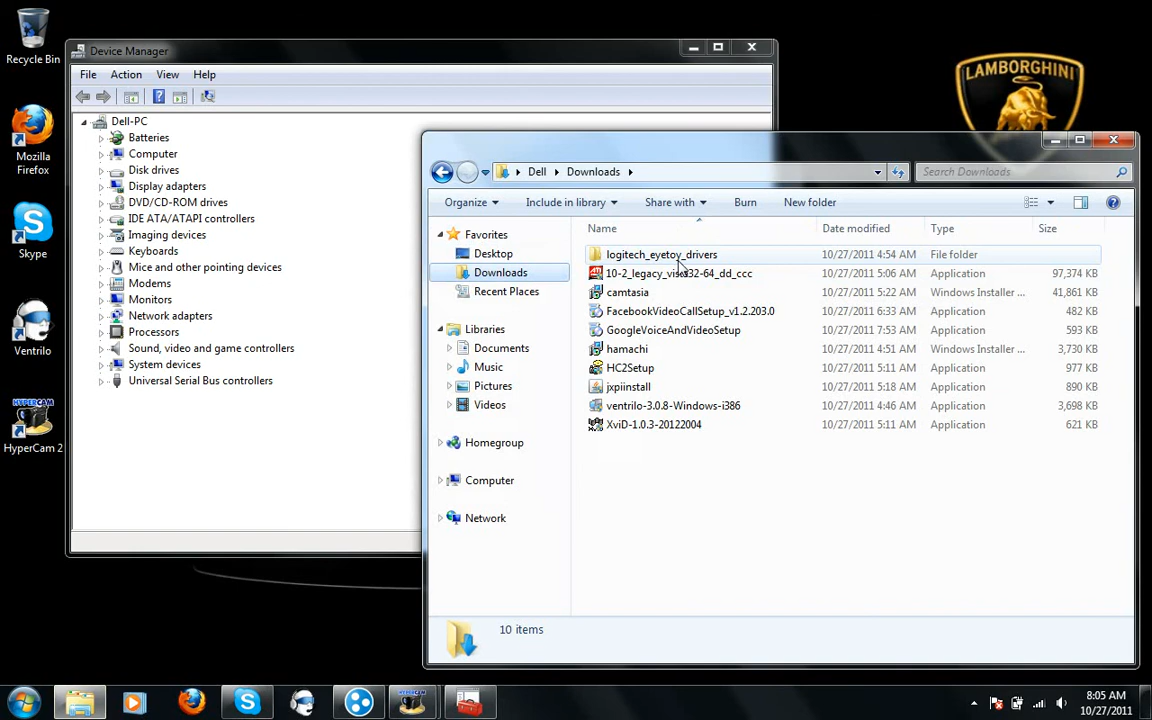 Recycle Bin
Mozilla
Firefox
Skype
Ventrilo
HyperCam 2
LAMBORGHINI
Device Manager
File Action View Help
Dell-PC
Batteries
Computer
Disk drives
Display adapters
DVD/CD-ROM drives
IDE ATA/ATAPI controllers
Imaging devices
Keyboards
Mice and other pointing devices
Modems
Monitors
Network adapters
Processors
Sound, video and game controllers
System devices
Universal Serial Bus controllers
Dell Downloads
Search Downloads
Organize Include in library Share with Burn New folder
Favorites
Desktop
Downloads
Recent Places
Libraries
Documents
Music
Pictures
Videos
Homegroup
Computer
Network
Name Date modified Type Size
logitech_eyetoy_drivers 10/27/2011 4:54 AM File folder
10-2_legacy_vista32-64_dd_ccc 10/27/2011 5:06 AM Application 97,374 KB
camtasia 10/27/2011 5:22 AM Windows Installer ... 41,861 KB
FacebookVideoCallSetup_v1.2.203.0 10/27/2011 6:33 AM Application 482 KB
GoogleVoiceAndVideoSetup 10/27/2011 7:53 AM Application 593 KB
hamachi 10/27/2011 4:51 AM Windows Installer ... 3,730 KB
HC2Setup 10/27/2011 5:11 AM Application 977 KB
jxpiinstall 10/27/2011 5:18 AM Application 890 KB
ventrilo-3.0.8-Windows-i386 10/27/2011 4:46 AM Application 3,698 KB
XviD-1.0.3-20122004 10/27/2011 5:11 AM Application 621 KB
10 items
8:05 AM
10/27/2011